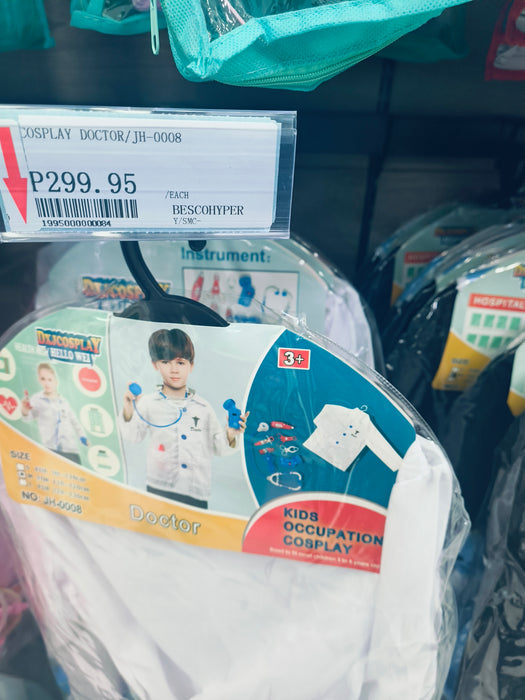 COSPLAY DOCTOR/JH-0008
P299.95
/EACH
BESCOHYPER
Y/SMC-
1995000000084
Instrument:
DXJCOSPLAY
HELLO WEI
3+
HOSPITAL
SIZE
NO. JH-0008
Doctor
KIDS
OCCUPATION
COSPLAY